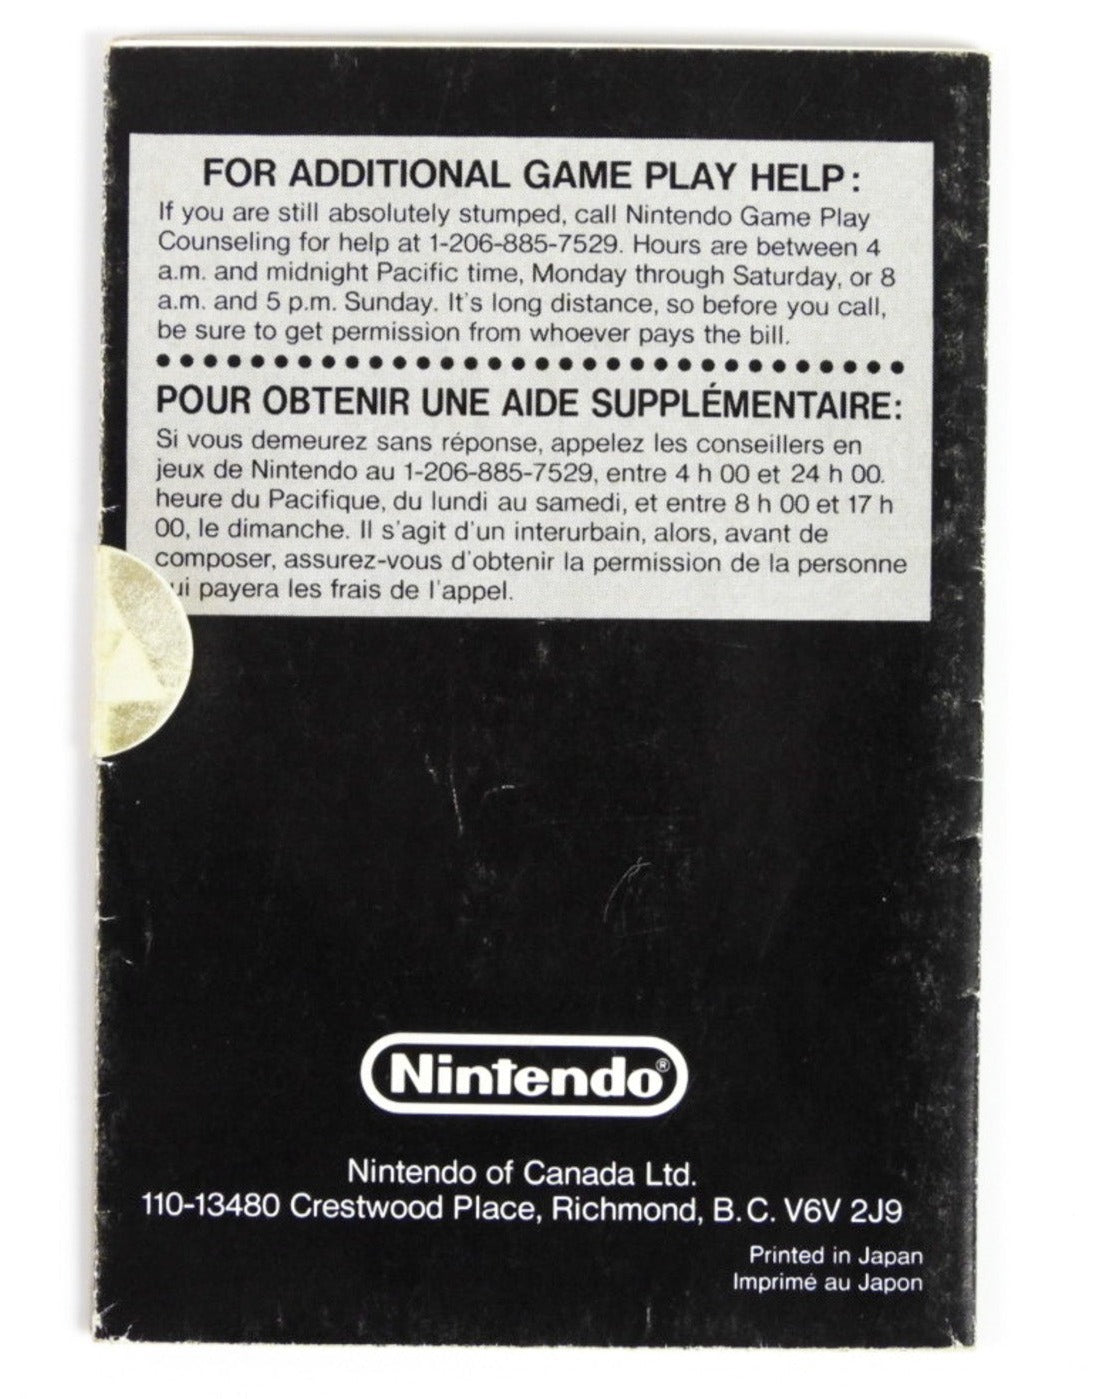 FOR ADDITIONAL GAME PLAY HELP:
If you are still absolutely stumped, call Nintendo Game Play
Counseling for help at 1-206-885-7529. Hours are between 4
a.m. and midnight Pacific time, Monday through Saturday, or 8
a.m. and 5 p.m. Sunday. It's long distance, so before you call,
be sure to get permission from whoever pays the bill.
POUR OBTENIR UNE AIDE SUPPLÉMENTAIRE:
Si vous demeurez sans réponse, appelez les conseillers en
jeux de Nintendo au 1-206-885-7529, entre 4 h 00 et 24 h 00.
heure du Pacifique, du lundi au samedi, et entre 8 h 00 et 17 h
00, le dimanche. Il s'agit d'un interurbain, alors, avant de
composer, assurez-vous d'obtenir la permission de la personne
payera les frais de l'appel.
Nintendo®
Nintendo of Canada Ltd.
110-13480 Crestwood Place, Richmond, B.C. V6V 2J9
Printed in Japan
Imprimé au Japon